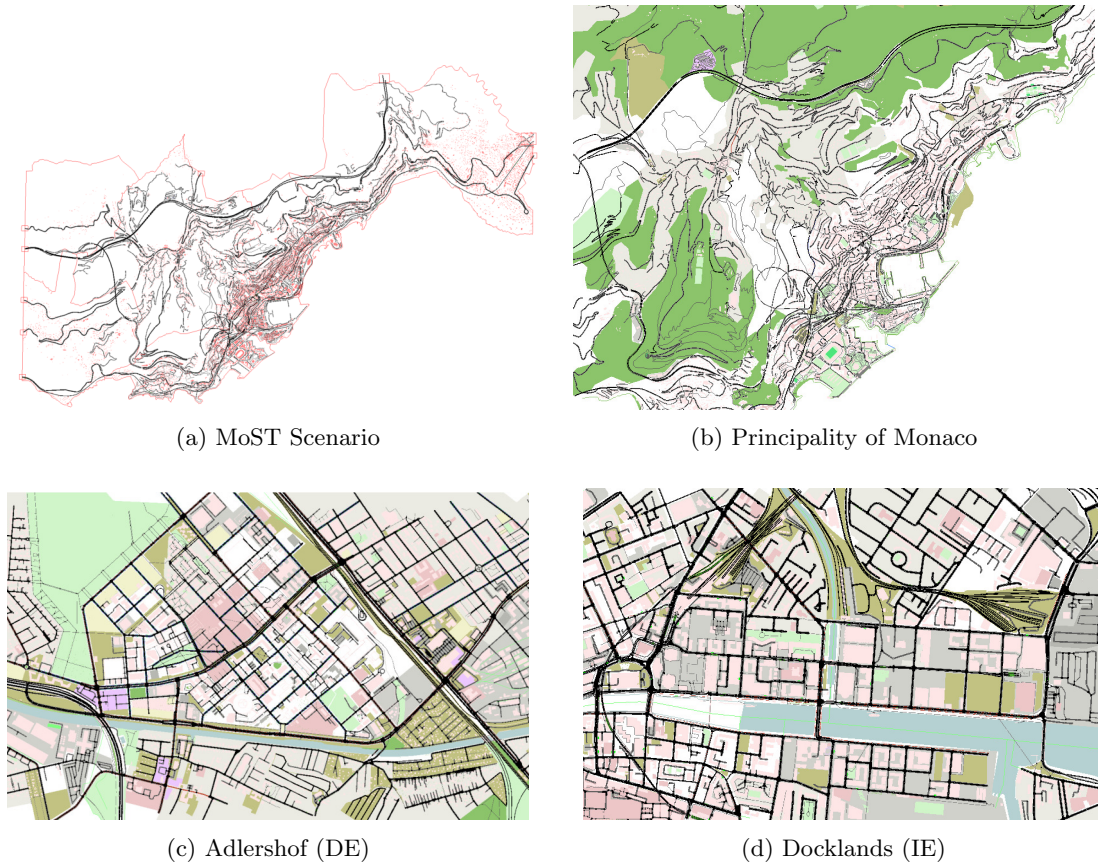 (a) MoST Scenario
(b) Principality of Monaco
(c) Adlershof (DE)
(d) Docklands (IE)